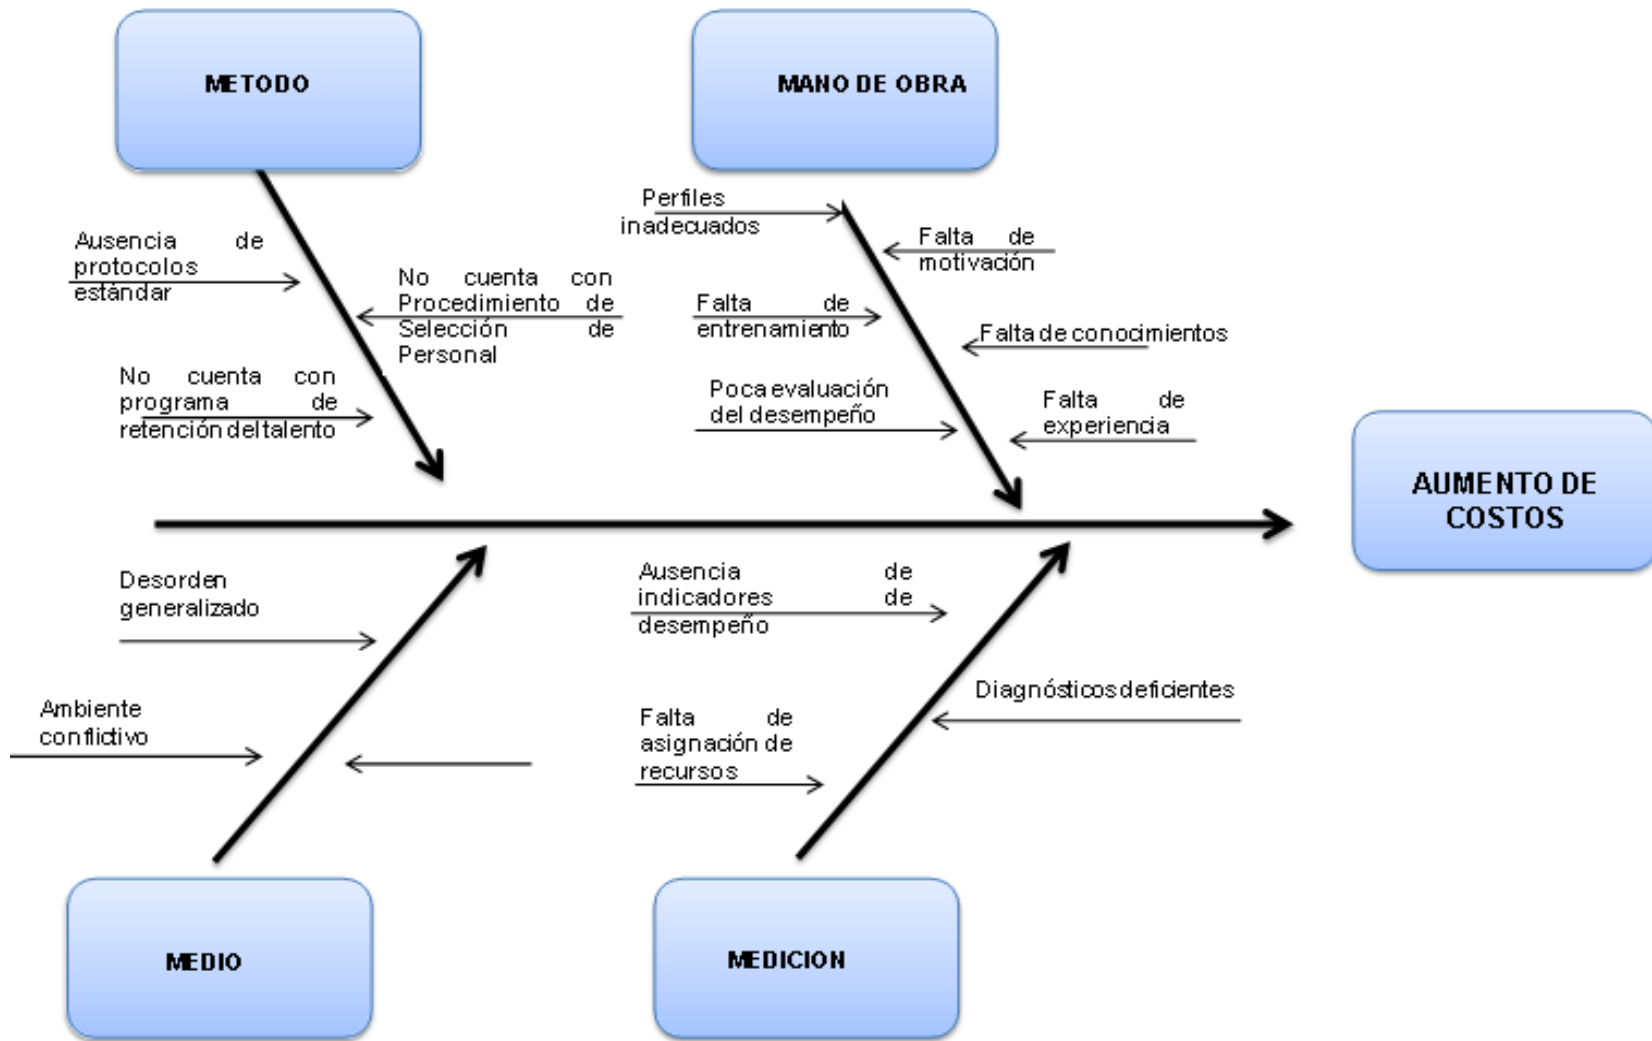 METODO
MANO DE OBRA
Perfiles
inadecuados
Falta de
motivación
Ausencia de
protocolos
estándar
No cuenta con
Procedimiento de
Selección de
Personal
Falta de
entrenamiento
Falta de conocimientos
No cuenta con
programa de
retención del talento
Poca evaluación
del desempeño
Falta de
experiencia
AUMENTO DE
COSTOS
Desorden
generalizado
Ausencia de
indicadores de
desempeño
Ambiente
conflictivo
Falta de
asignación de
recursos
Diagnósticos deficientes
MEDIO
MEDICION